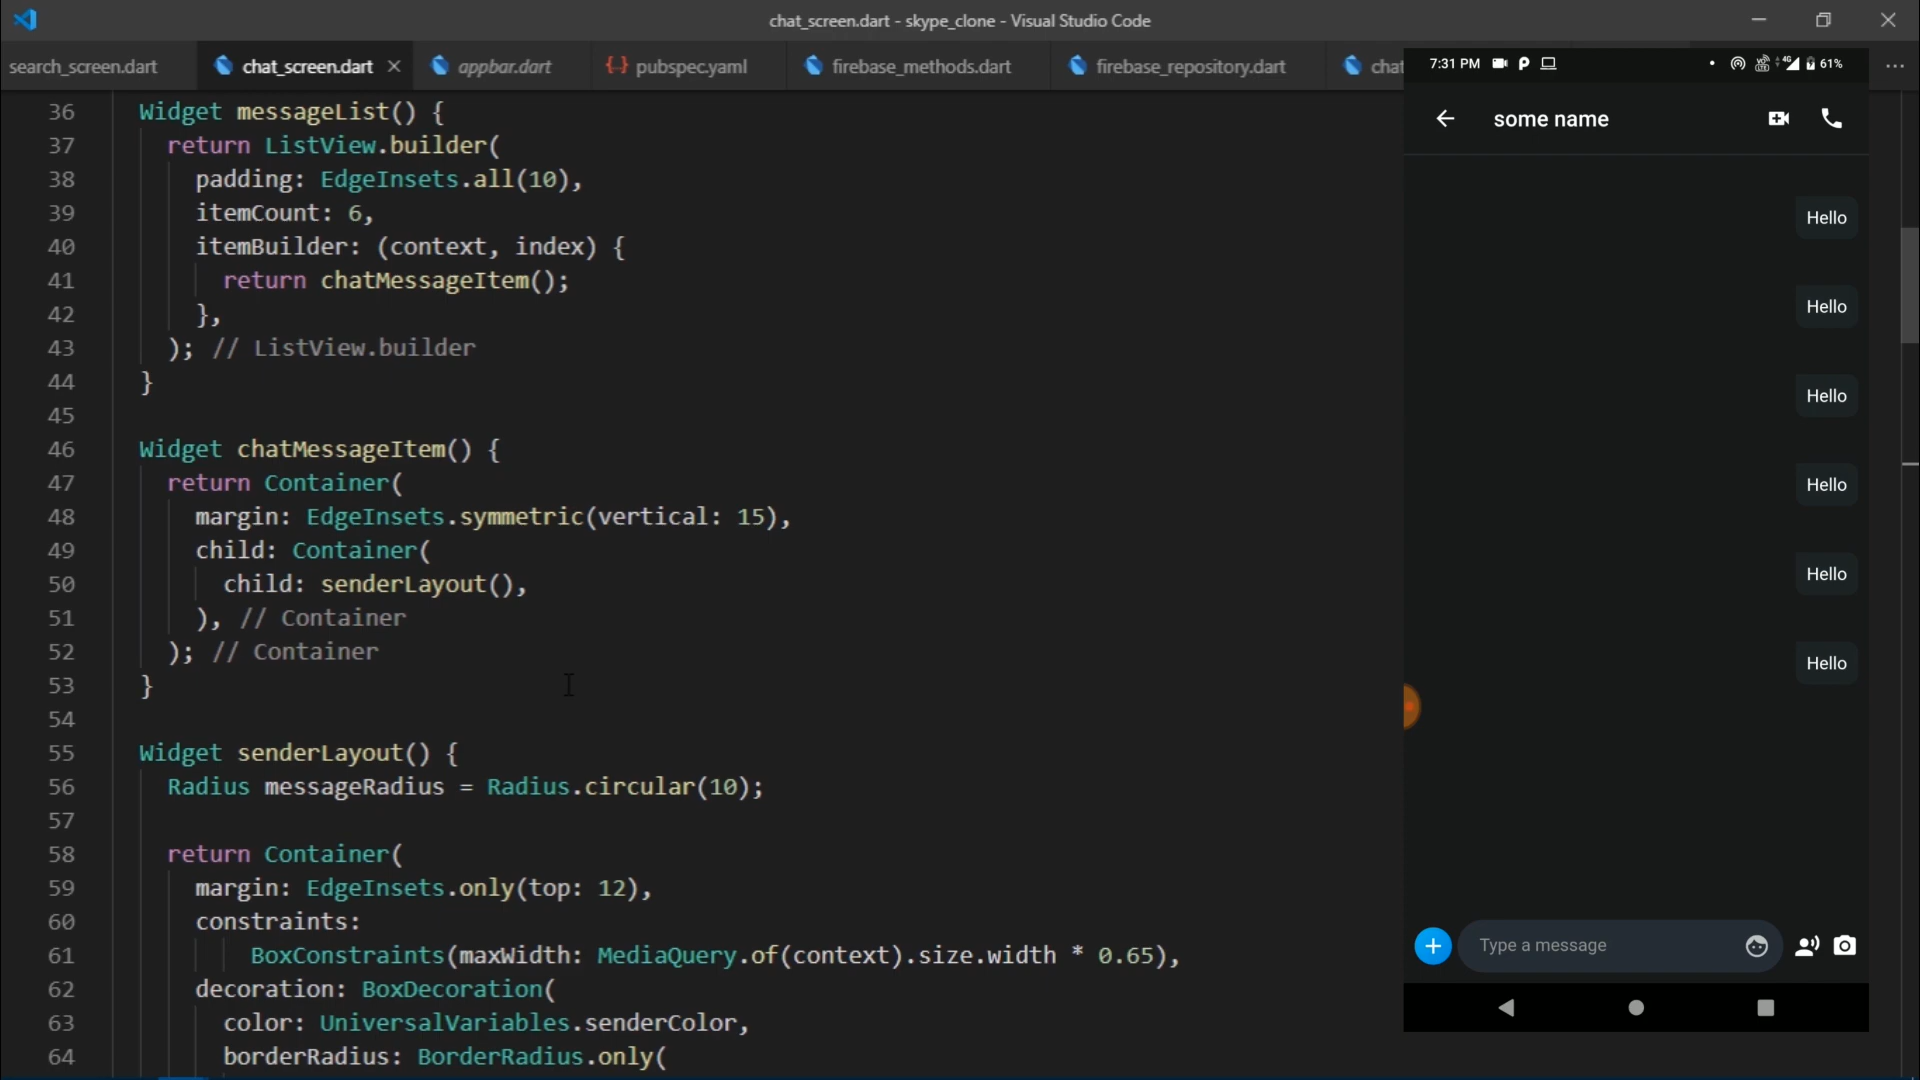 chat_screen.dart - skype_clone - Visual Studio Code
search_screen.dart
chat_screen.dart
appbar.dart
{} pubspec.yaml
firebase_methods.dart
firebase_repository.dart
chat
36 Widget messageList() {
37 return ListView.builder(
38 padding: EdgeInsets.all(10),
39 itemCount: 6,
40 itemBuilder: (context, index) {
41 return chatMessageItem();
42 },
43 ); // ListView.builder
44 }
45
46 Widget chatMessageItem() {
47 return Container(
48 margin: EdgeInsets.symmetric(vertical: 15),
49 child: Container(
50 child: senderLayout(),
51 ), // Container
52 ); // Container
53 }
54
55 Widget senderLayout() {
56 Radius messageRadius = Radius.circular(10);
57
58 return Container(
59 margin: EdgeInsets.only(top: 12),
60 constraints:
61 BoxConstraints(maxWidth: MediaQuery.of(context).size.width * 0.65),
62 decoration: BoxDecoration(
63 color: UniversalVariables.senderColor,
64 borderRadius: BorderRadius.only(
7:31 PM
4G
61%
some name
Hello
Hello
Hello
Hello
Hello
Hello
Type a message